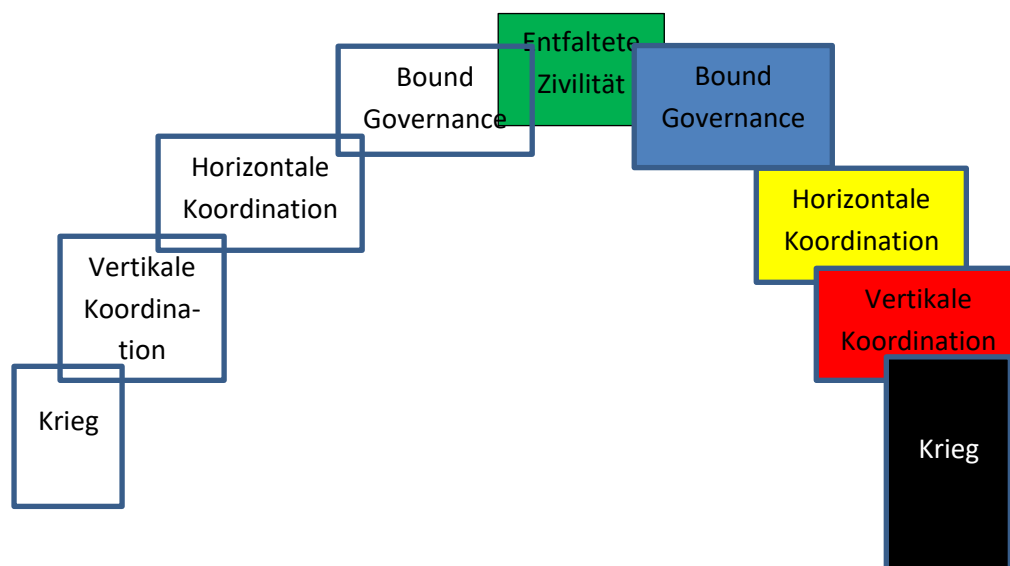 Entfaltete
Zivilität
Bound
Governance
Bound
Governance
Horizontale
Koordination
Horizontale
Koordination
Vertikale
Koordina-
tion
Vertikale
Koordination
Krieg
Krieg